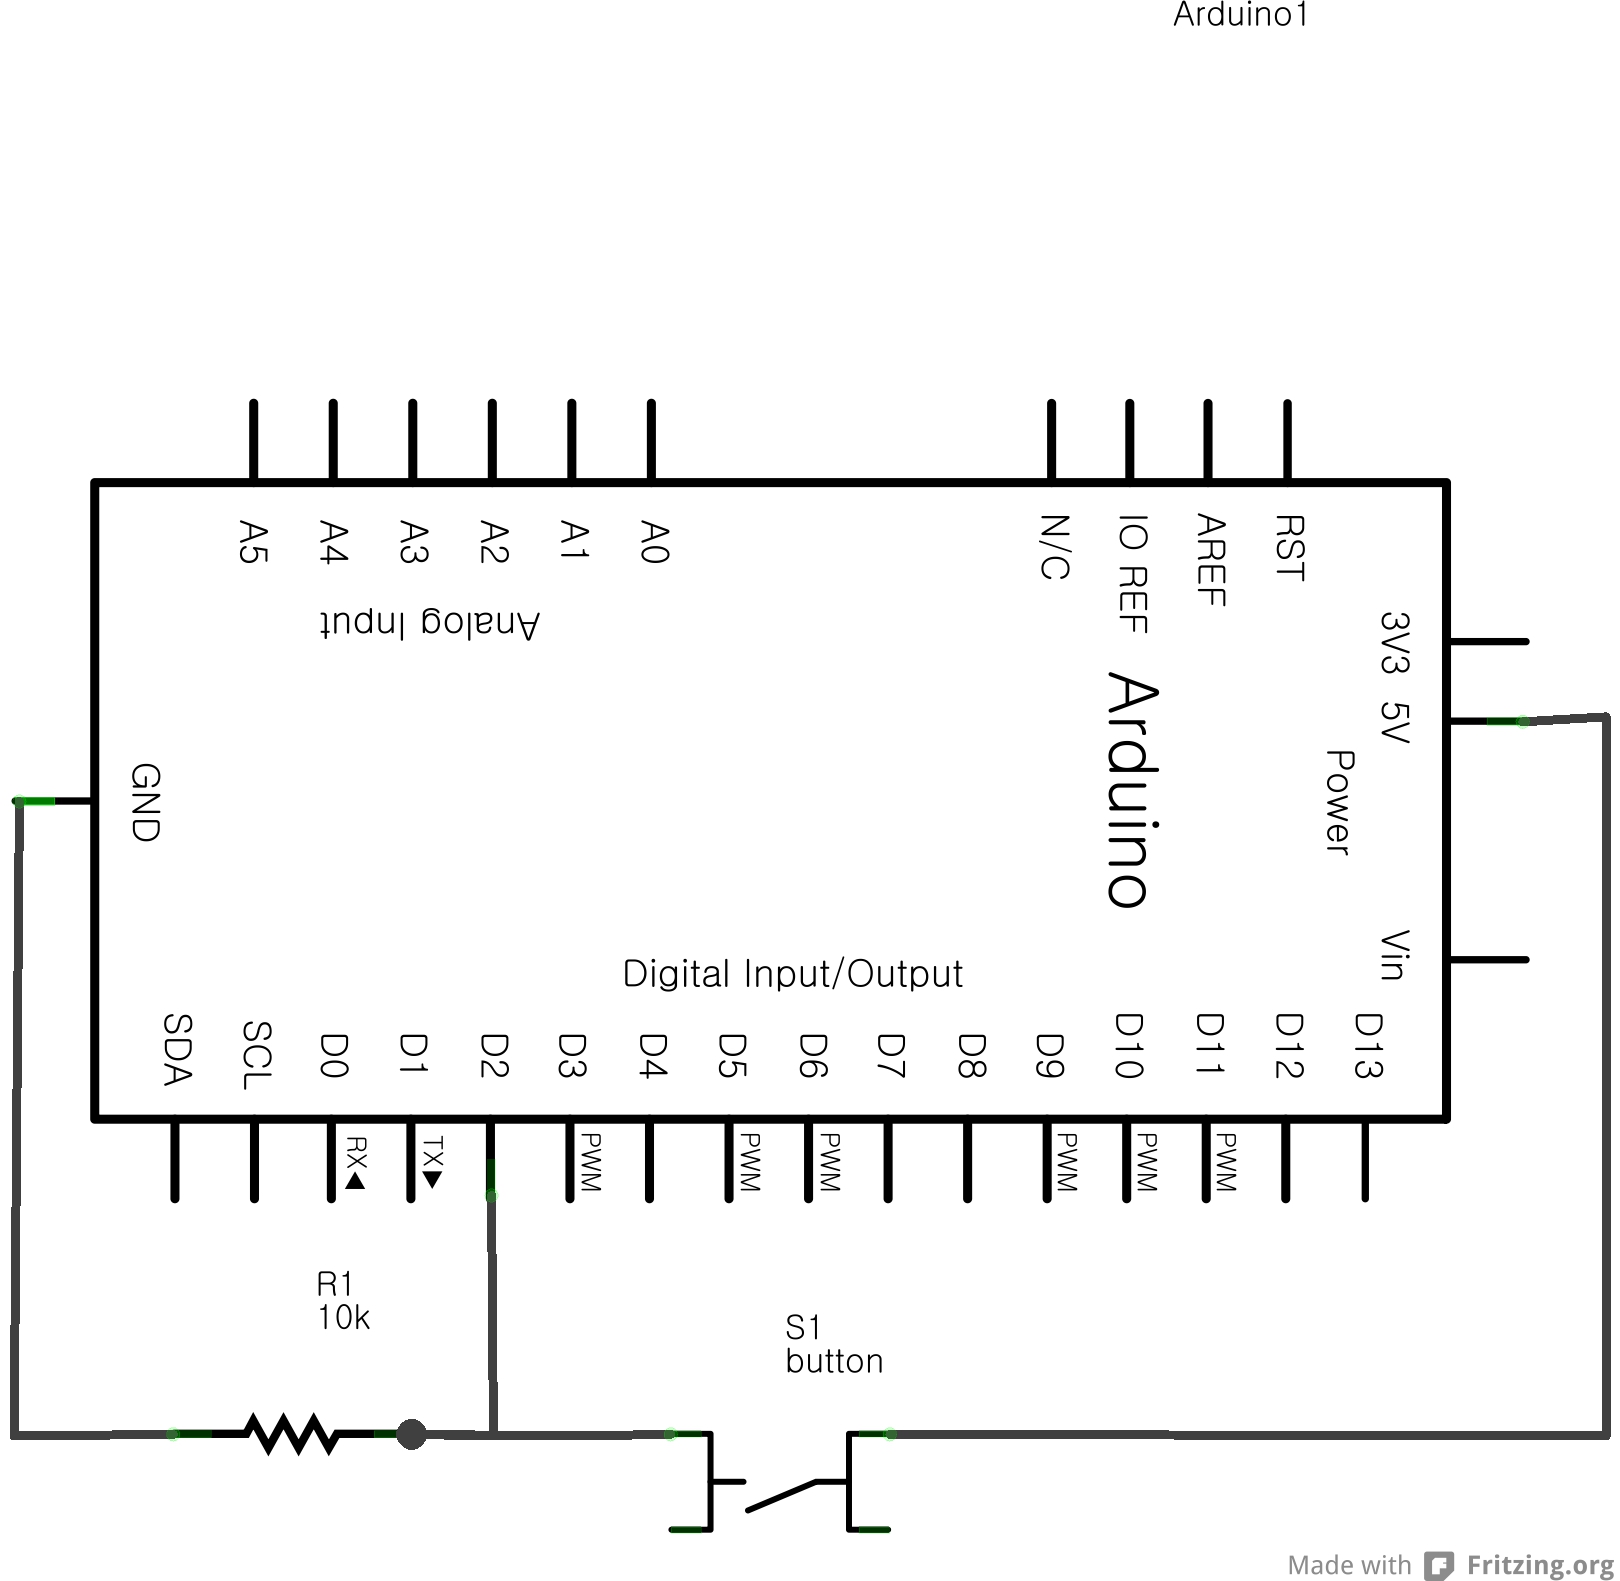 Arduino1
A5
A4
A3
A2
A1
A0
N/C
IO REF
AREF
RST
Analog Input
3V3
5V
Power
Arduino
GND
Vin
Digital Input/Output
SDA
SCL
D0
D1
D2
D3
D4
D5
D6
D7
D8
D9
D10
D11
D12
D13
RX
TX
PWM
PWM
PWM
PWM
PWM
PWM
R1
10k
S1
button
Made with Fritzing.org